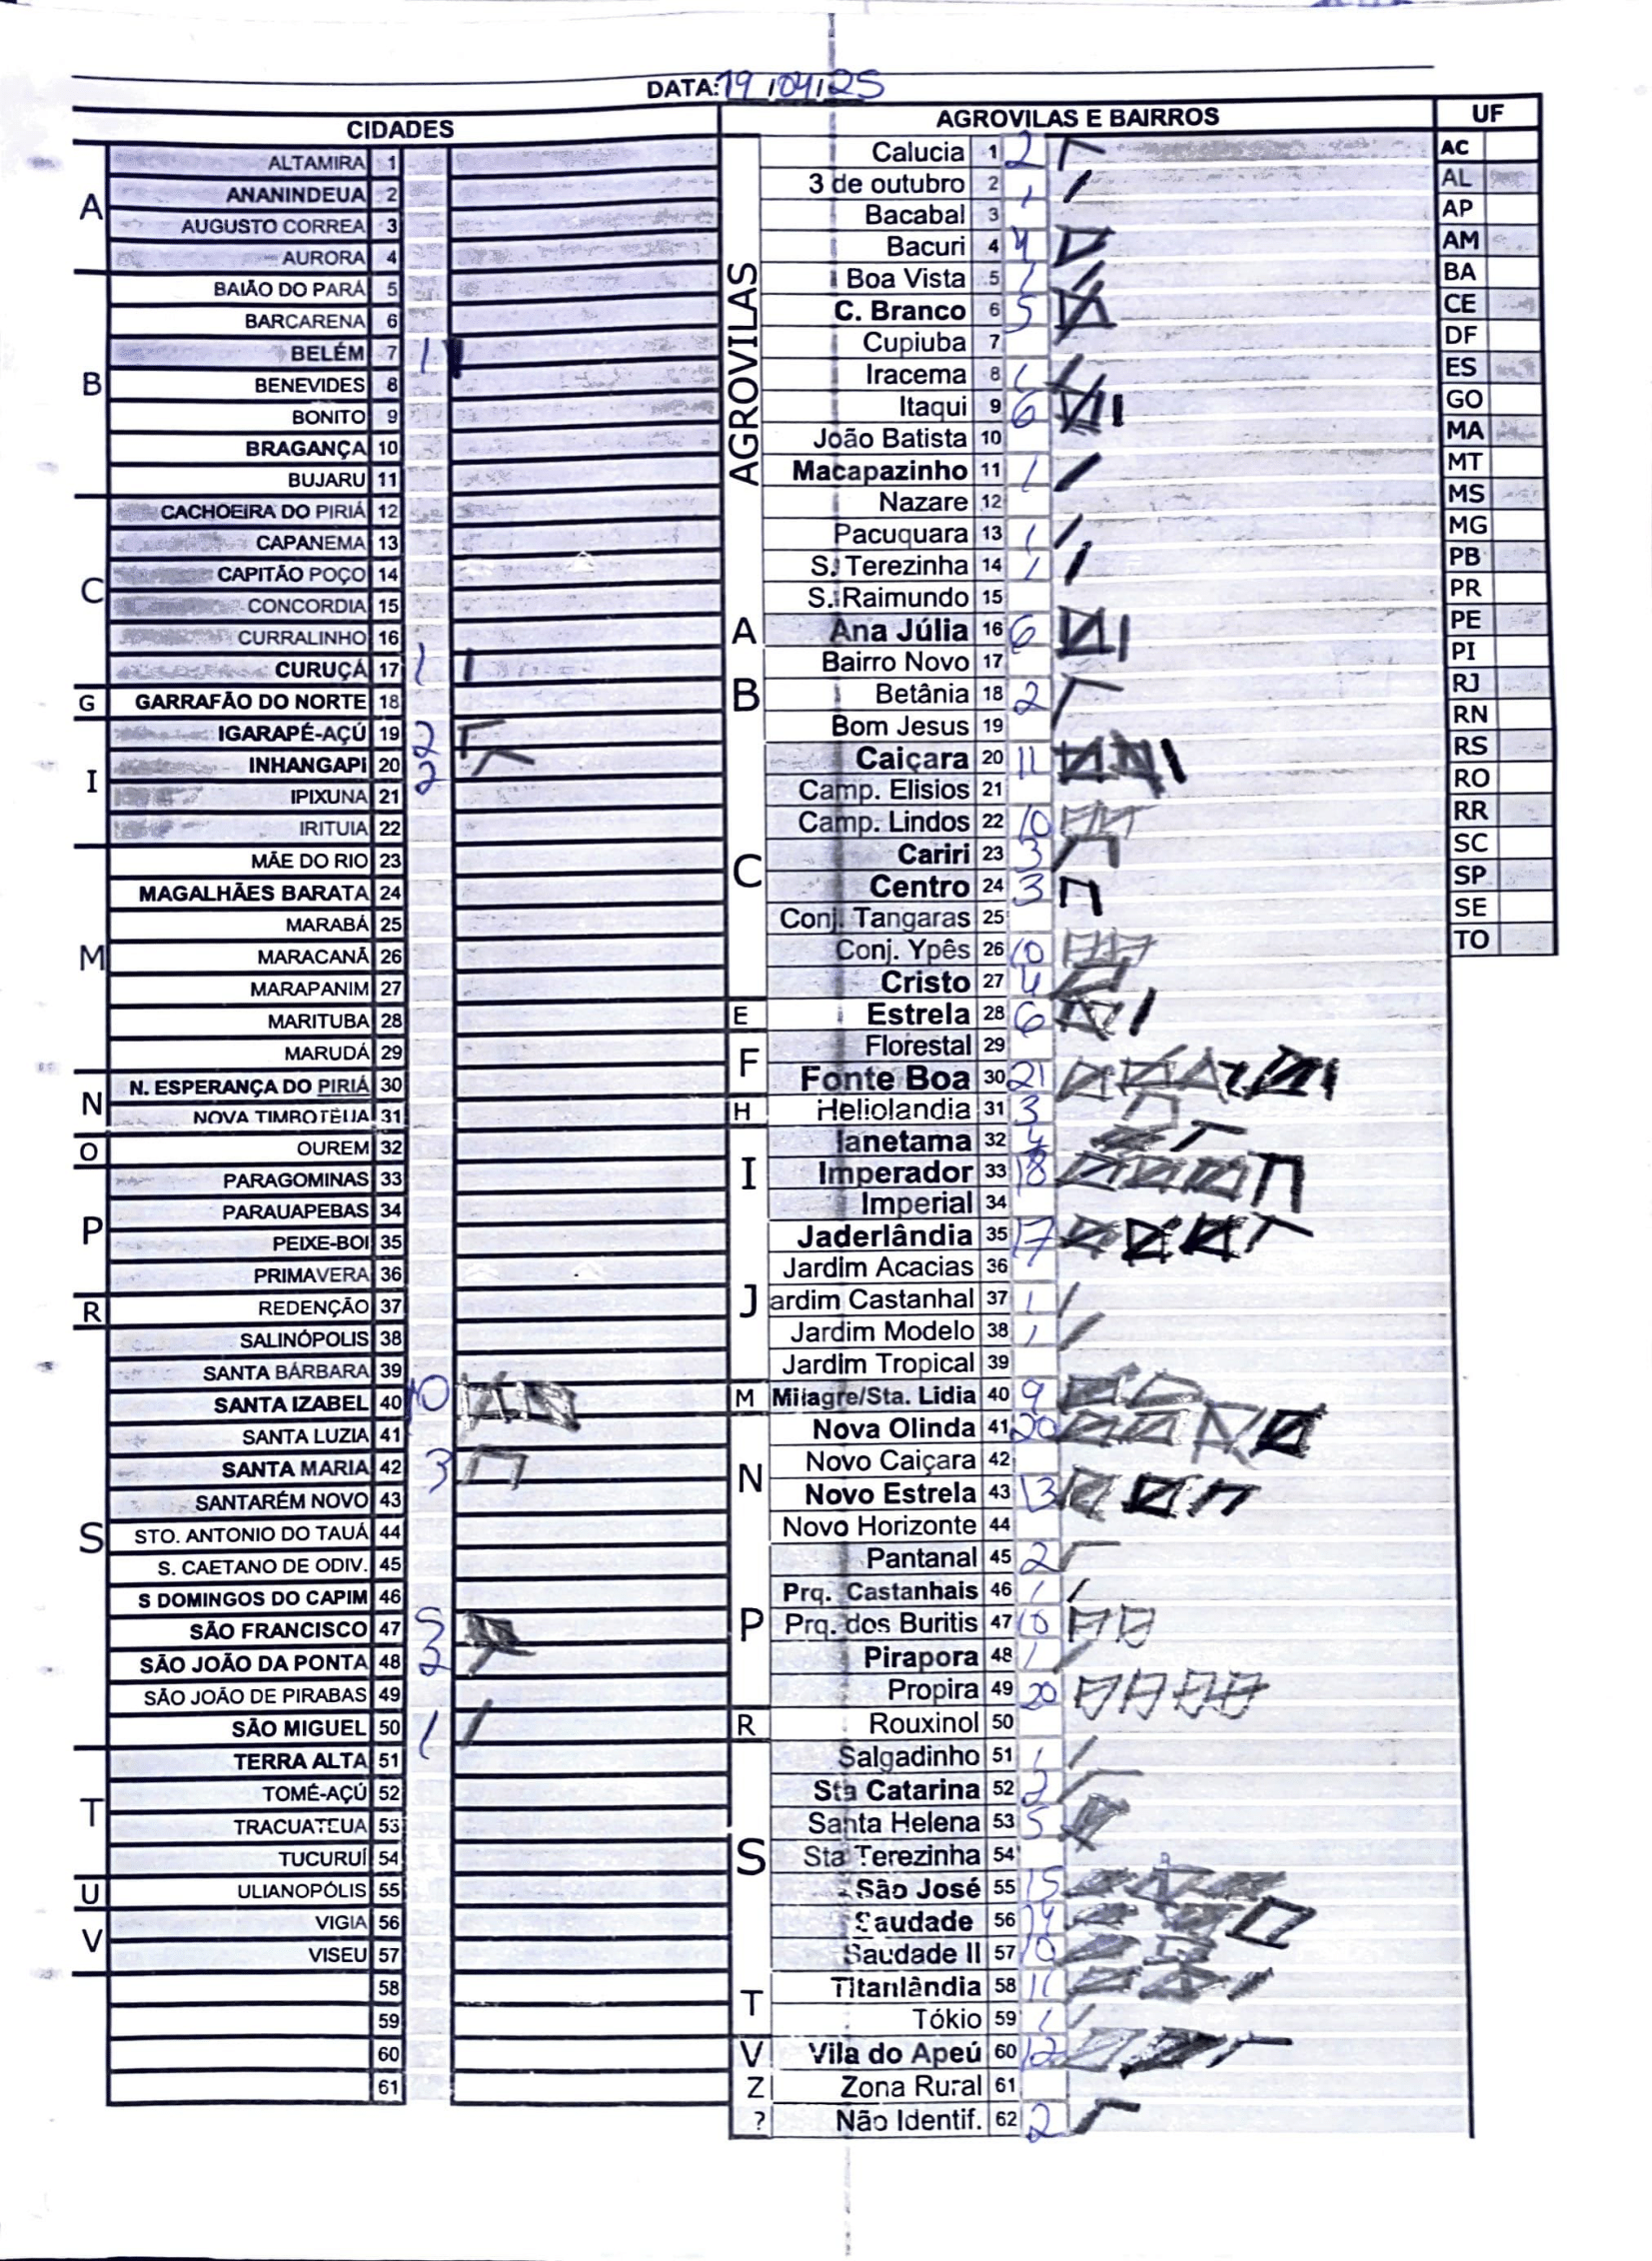 DATA: 19/04/25
CIDADES
A
ALTAMIRA 1
ANANINDEUA 2
AUGUSTO CORREA 3
AURORA 4
B
BAIÃO DO PARÁ 5
BARCARENA 6
BELÉM 7 1
BENEVIDES 8
BONITO 9
BRAGANÇA 10
BUJARU 11
C
CACHOEIRA DO PIRIÁ 12
CAPANEMA 13
CAPITÃO POÇO 14
CONCORDIA 15
CURRALINHO 16
CURUÇÁ 17 1
G
GARRAFÃO DO NORTE 18
I
IGARAPÉ-AÇÚ 19 2
INHANGAPI 20 2
IPIXUNA 21
IRITUIA 22
M
MÃE DO RIO 23
MAGALHÃES BARATA 24
MARABÁ 25
MARACANÃ 26
MARAPANIM 27
MARITUBA 28
MARUDÁ 29
N
N. ESPERANÇA DO PIRIÁ 30
NOVA TIMBOTEUA 31
O
OUREM 32
P
PARAGOMINAS 33
PARAUAPEBAS 34
PEIXE-BOI 35
PRIMAVERA 36
R
REDENÇÃO 37
S
SALINÓPOLIS 38
SANTA BÁRBARA 39
SANTA IZABEL 40 10
SANTA LUZIA 41
SANTA MARIA 42 3
SANTARÉM NOVO 43
STO. ANTONIO DO TAUÁ 44
S. CAETANO DE ODIV. 45
S DOMINGOS DO CAPIM 46
SÃO FRANCISCO 47 5
SÃO JOÃO DA PONTA 48 2
SÃO JOÃO DE PIRABAS 49
SÃO MIGUEL 50 1
T
TERRA ALTA 51
TOMÉ-AÇÚ 52
TRACUATEUA 53
TUCURUÍ 54
U
ULIANOPÓLIS 55
V
VIGIA 56
VISEU 57
58
59
60
61
AGROVILAS E BAIRROS
AGROVILAS
Calucia 1 2
3 de outubro 2 1
Bacabal 3
Bacuri 4 4
Boa Vista 5 1
C. Branco 6 5
Cupiuba 7
Iracema 8 1
Itaqui 9 6
João Batista 10
Macapazinho 11 1
Nazare 12
Pacuquara 13 1
S. Terezinha 14 1
S. Raimundo 15
A
Ana Júlia 16 6
B
Bairro Novo 17
Betânia 18 2
Bom Jesus 19
C
Caiçara 20 11
Camp. Elisios 21
Camp. Lindos 22 10
Cariri 23 3
Centro 24 3
Conj. Tangaras 25
Conj. Ypês 26 10
Cristo 27 4
E
Estrela 28 6
F
Florestal 29
Fonte Boa 30 21
H
Heliolandia 31 3
I
Ianetama 32
Imperador 33 18
Imperial 34
J
Jaderlândia 35 17
Jardim Acacias 36
ardim Castanhal 37 1
Jardim Modelo 38 1
Jardim Tropical 39
M
Milagre/Sta. Lidia 40 9
N
Nova Olinda 41 20
Novo Caiçara 42
Novo Estrela 43 13
Novo Horizonte 44
P
Pantanal 45 2
Prq. Castanhais 46 1
Prq. dos Buritis 47 10
Pirapora 48 1
Propira 49 20
R
Rouxinol 50
S
Salgadinho 51 1
Sta Catarina 52 2
Santa Helena 53 5
Sta Terezinha 54
São José 55 15
Saudade 56
Saudade II 57 10
T
Titanlândia 58 11
Tókio 59 1
V
Vila do Apeú 60 12
Z
Zona Rural 61
?
Não Identif. 62 2
UF
AC
AL
AP
AM
BA
CE
DF
ES
GO
MA
MT
MS
MG
PB
PR
PE
PI
RJ
RN
RS
RO
RR
SC
SP
SE
TO